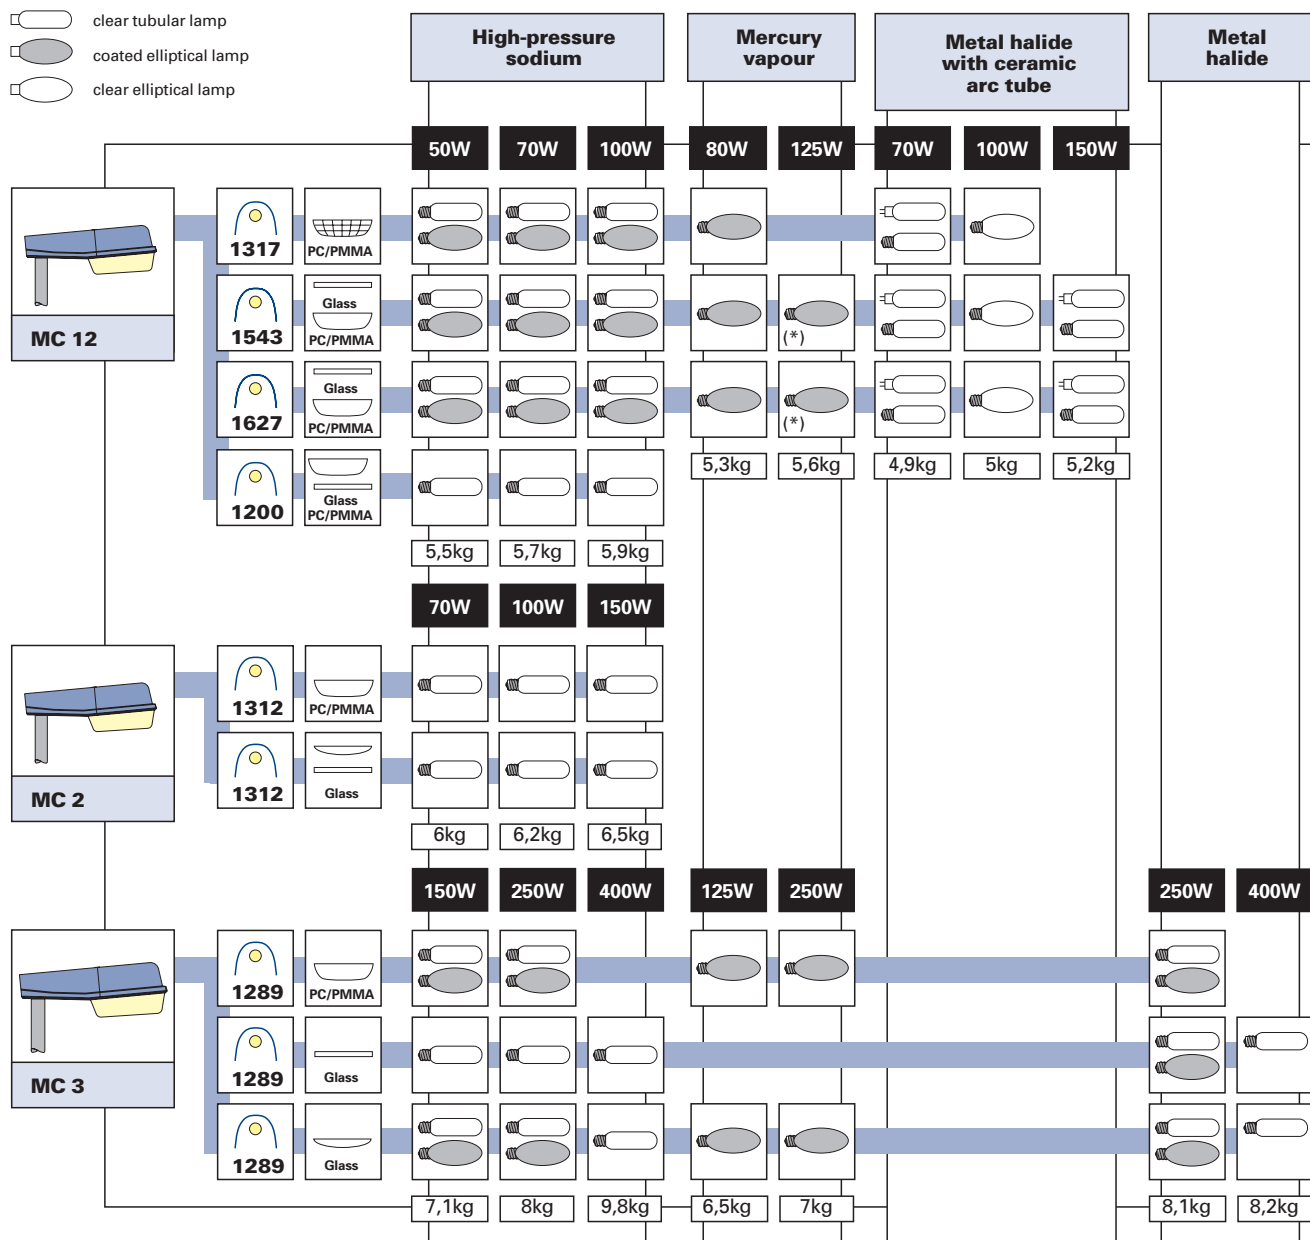 clear tubular lamp
coated elliptical lamp
clear elliptical lamp
High-pressure
sodium
Mercury
vapour
Metal halide
with ceramic
arc tube
Metal
halide
50W 70W 100W 80W 125W 70W 100W 150W
MC 12
1317 PC/PMMA
1543 Glass
PC/PMMA
(*)
1627 Glass
PC/PMMA
(*)
5,3kg 5,6kg 4,9kg 5kg 5,2kg
1200 Glass
PC/PMMA
5,5kg 5,7kg 5,9kg
70W 100W 150W
MC 2
1312 PC/PMMA
1312 Glass
6kg 6,2kg 6,5kg
150W 250W 400W 125W 250W 250W 400W
MC 3
1289 PC/PMMA
1289 Glass
1289 Glass
7,1kg 8kg 9,8kg 6,5kg 7kg 8,1kg 8,2kg